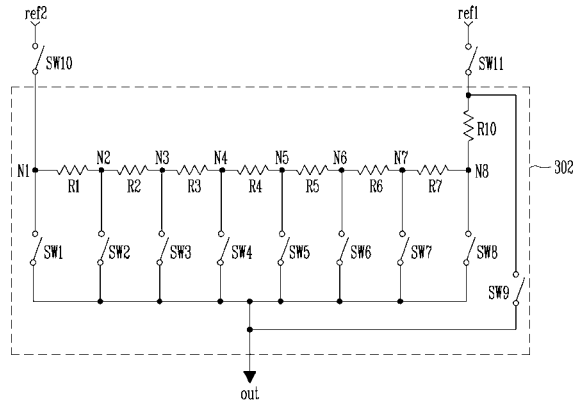 ref2 ref1
SW10 SW11
R10
N1 N2 N3 N4 N5 N6 N7 N8
R1 R2 R3 R4 R5 R6 R7
302
SW1 SW2 SW3 SW4 SW5 SW6 SW7 SW8
SW9
out